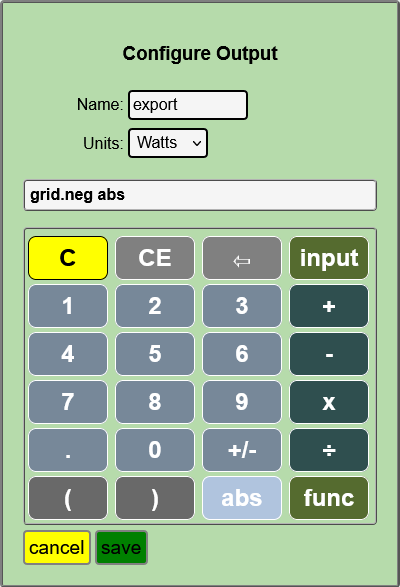 Configure Output
Name: export
Units: Watts
grid.neg abs
C CE ⇦ input
1 2 3 +
4 5 6 -
7 8 9 x
. 0 +/- ÷
( ) abs func
cancel save